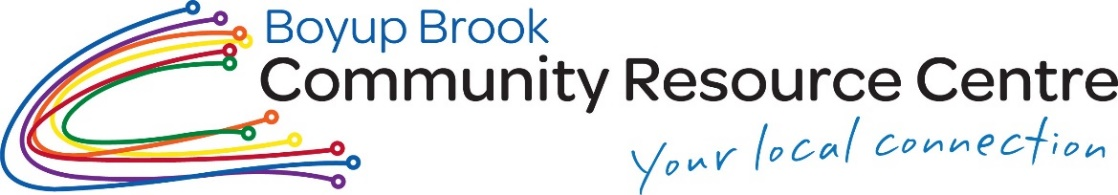 Boyup Brook
Community Resource Centre
Your local connection